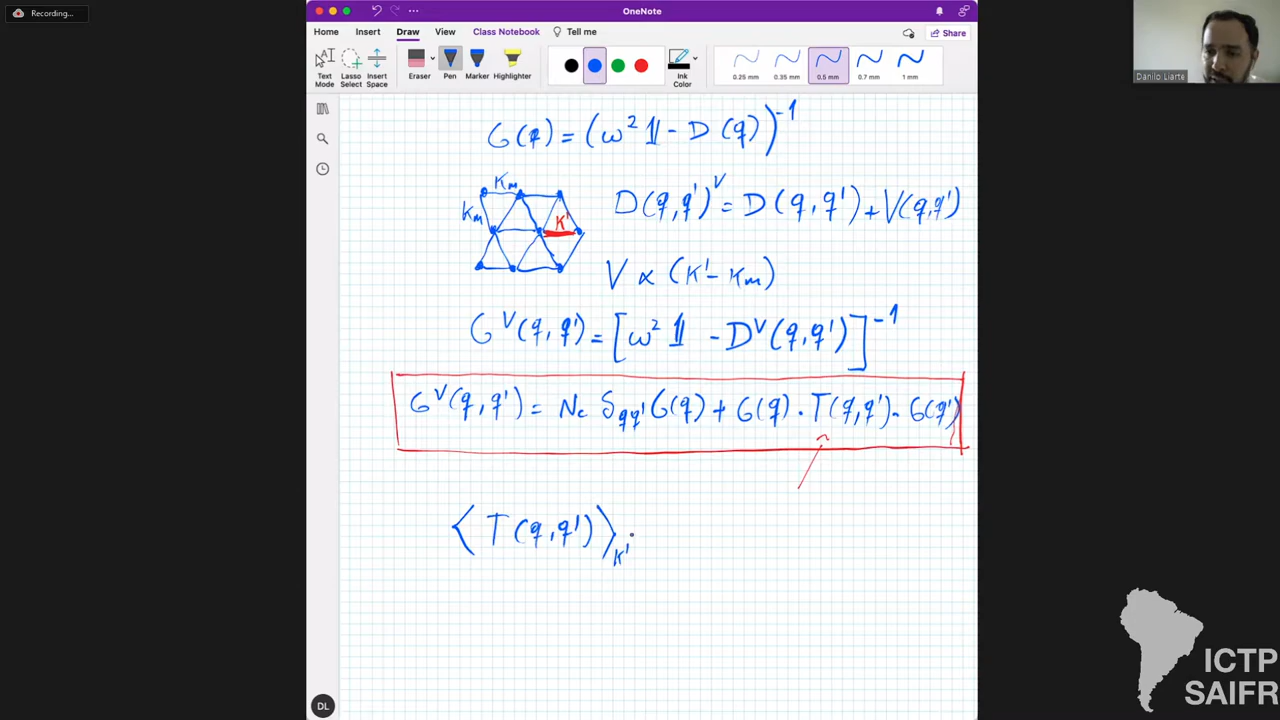 Recording...
OneNote
Home Insert Draw View Class Notebook Tell me Share
Text Mode
Lasso Select
Insert Space
Eraser
Pen
Marker
Highlighter
Ink Color
0.25 mm
0.35 mm
0.5 mm
0.7 mm
1 mm
Danilo Liarte
G(q) = (ω² 𝟙 - D(q))⁻¹
Km
Km
K'
D(q,q')ⱽ = D(q,q') + V(q,q')
V ∝ (K' - Km)
Gⱽ(q,q') = [ω² 𝟙 - Dⱽ(q,q')]⁻¹
Gⱽ(q,q') = Nc δqq' G(q) + G(q) · T(q,q') · G(q')
⟨T(q,q')⟩K'
DL
ICTP
SAIFR